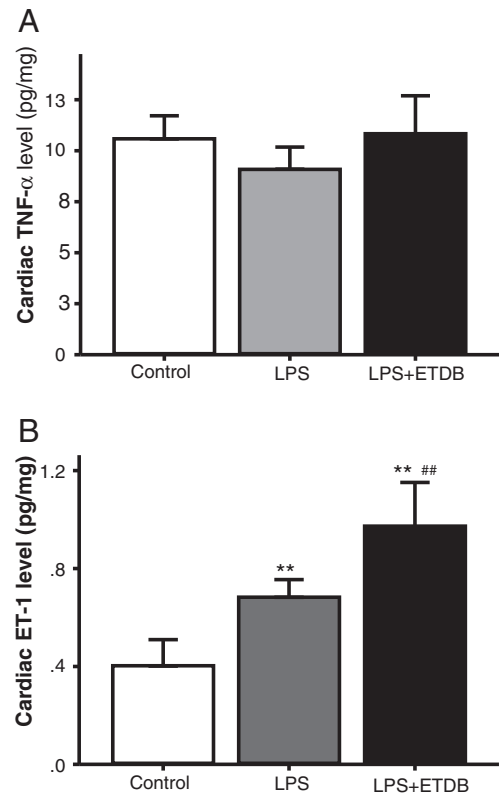 A
Cardiac TNF-α level (pg/mg)
13
10
8
5
3
0
Control
LPS
LPS+ETDB
B
Cardiac ET-1 level (pg/mg)
1.2
.8
.4
.0
** ##
**
Control
LPS
LPS+ETDB